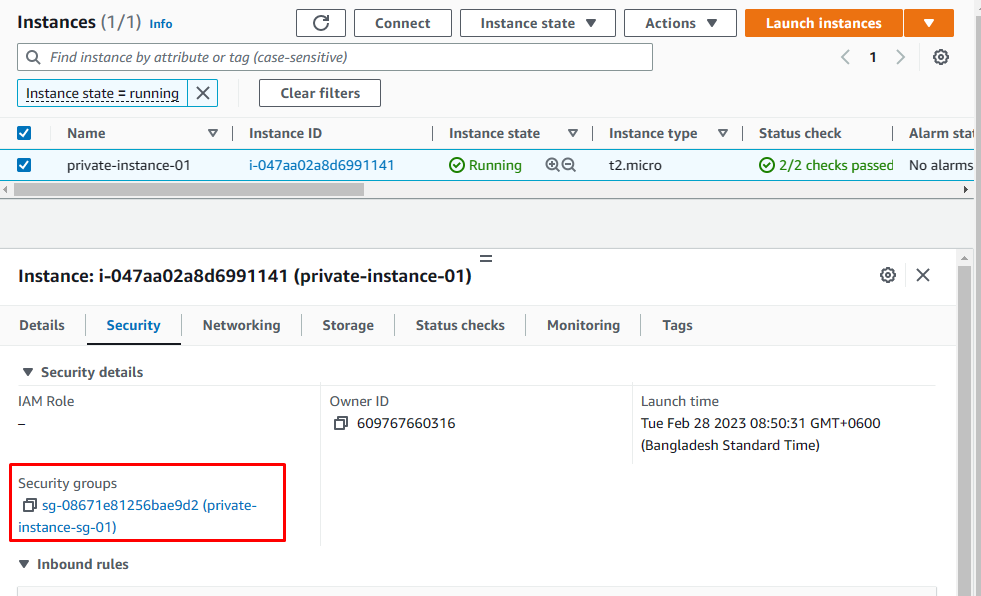 Instances (1/1) Info
Connect
Instance state
Actions
Launch instances
Find instance by attribute or tag (case-sensitive)
1
Instance state = running
Clear filters
Name Instance ID Instance state Instance type Status check Alarm stat
private-instance-01 i-047aa02a8d6991141 Running t2.micro 2/2 checks passed No alarms
Instance: i-047aa02a8d6991141 (private-instance-01)
Details Security Networking Storage Status checks Monitoring Tags
Security details
IAM Role
–
Owner ID
609767660316
Launch time
Tue Feb 28 2023 08:50:31 GMT+0600
(Bangladesh Standard Time)
Security groups
sg-08671e81256bae9d2 (private-
instance-sg-01)
Inbound rules